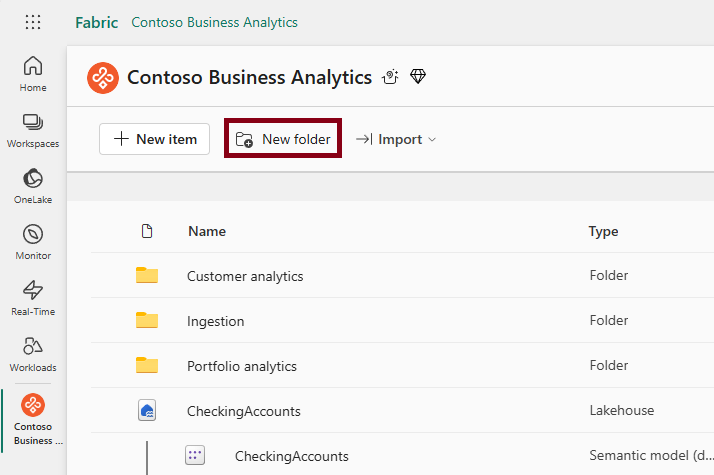 Fabric Contoso Business Analytics
Home
Workspaces
OneLake
Monitor
Real-Time
Workloads
Contoso
Business ...
Contoso Business Analytics
New item New folder Import
Name Type
Customer analytics Folder
Ingestion Folder
Portfolio analytics Folder
CheckingAccounts Lakehouse
CheckingAccounts Semantic model (d...